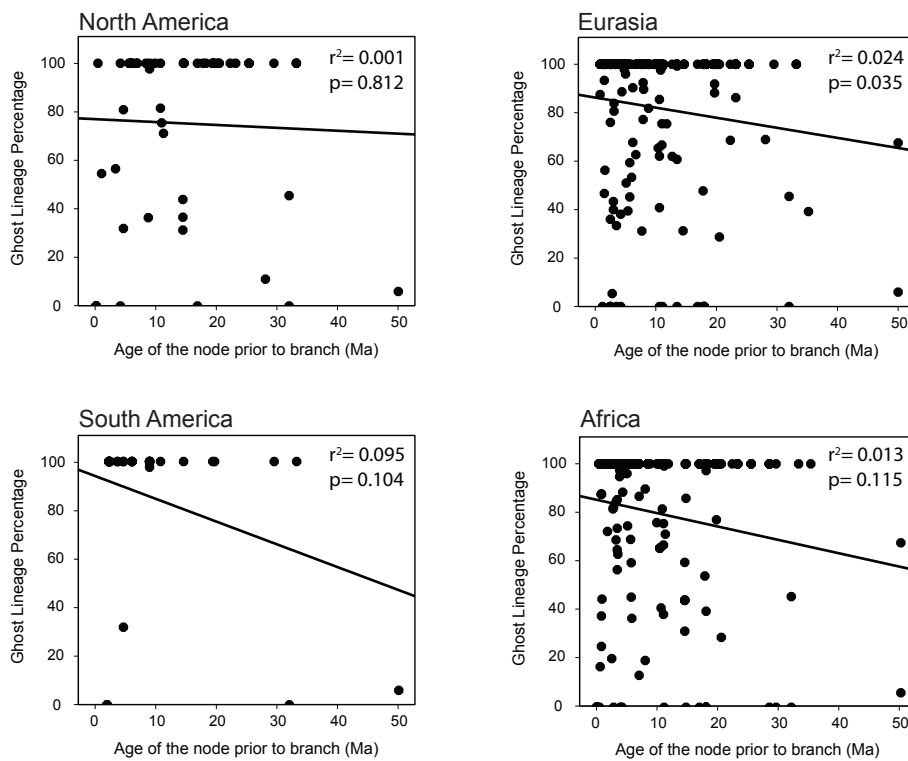 North America
r²= 0.001
p= 0.812
Ghost Lineage Percentage
100
80
60
40
20
0
0 10 20 30 40 50
Age of the node prior to branch (Ma)
Eurasia
r²= 0.024
p= 0.035
Ghost Lineage Percentage
100
80
60
40
20
0
0 10 20 30 40 50
Age of the node prior to branch (Ma)
South America
r²= 0.095
p= 0.104
Ghost Lineage Percentage
100
80
60
40
20
0
0 10 20 30 40 50
Age of the node prior to branch (Ma)
Africa
r²= 0.013
p= 0.115
Ghost Lineage Percentage
100
80
60
40
20
0
0 10 20 30 40 50
Age of the node prior to branch (Ma)